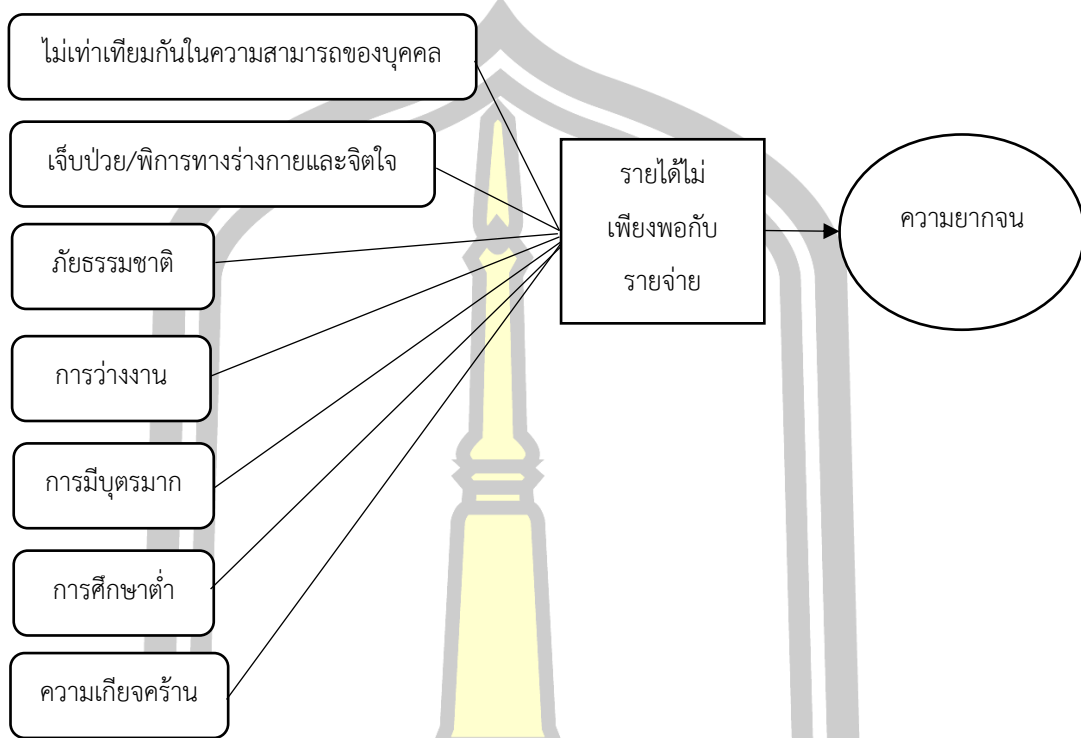 ไม่เท่าเทียมกันในความสามารถของบุคคล
เจ็บป่วย/พิการทางร่างกายและจิตใจ
ภัยธรรมชาติ
การว่างงาน
การมีบุตรมาก
การศึกษาต่ำ
ความเกียจคร้าน
รายได้ไม่
เพียงพอกับ
รายจ่าย
ความยากจน